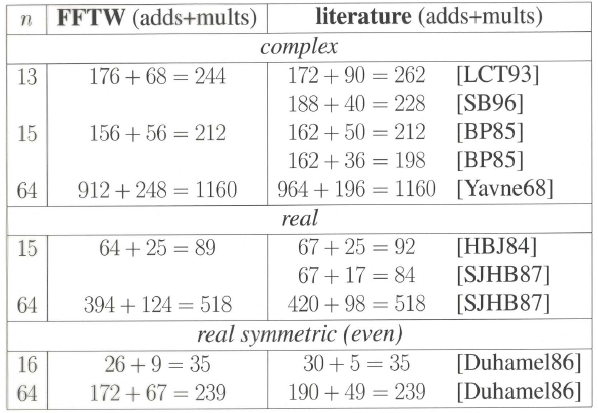 n FFTW (adds+mults) literature (adds+mults)
complex
13 176 + 68 = 244 172 + 90 = 262 [LCT93]
188 + 40 = 228 [SB96]
15 156 + 56 = 212 162 + 50 = 212 [BP85]
162 + 36 = 198 [BP85]
64 912 + 248 = 1160 964 + 196 = 1160 [Yavne68]
real
15 64 + 25 = 89 67 + 25 = 92 [HBJ84]
67 + 17 = 84 [SJHB87]
64 394 + 124 = 518 420 + 98 = 518 [SJHB87]
real symmetric (even)
16 26 + 9 = 35 30 + 5 = 35 [Duhamel86]
64 172 + 67 = 239 190 + 49 = 239 [Duhamel86]